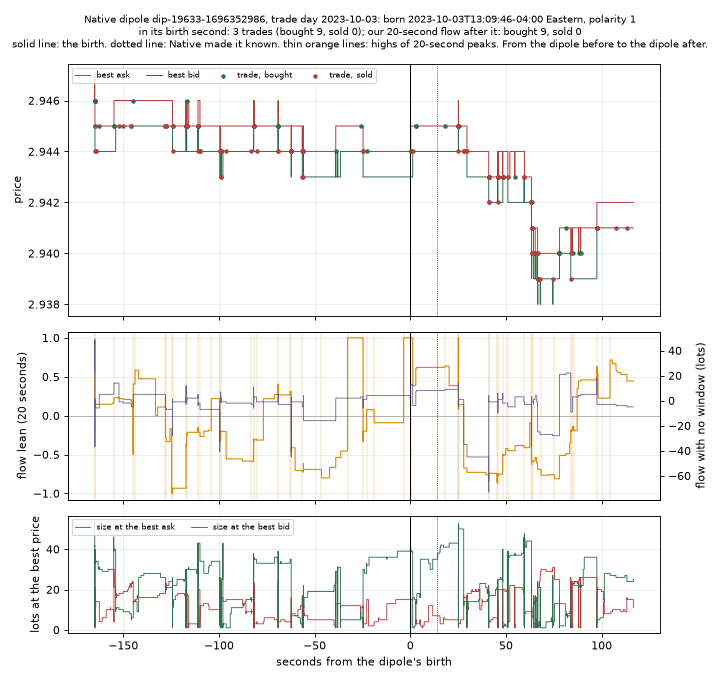 Native dipole dip-19633-1696352986, trade day 2023-10-03: born 2023-10-03T13:09:46-04:00 Eastern, polarity 1
in its birth second: 3 trades (bought 9, sold 0); our 20-second flow after it: bought 9, sold 0
solid line: the birth. dotted line: Native made it known. thin orange lines: highs of 20-second peaks. From the dipole before to the dipole after.
best ask best bid trade, bought trade, sold
2.946
2.944
2.942
2.940
2.938
price
1.0
0.5
0.0
−0.5
−1.0
flow lean (20 seconds)
40
20
0
−20
−40
−60
flow with no window (lots)
size at the best ask size at the best bid
40
20
0
lots at the best price
−150 −100 −50 0 50 100
seconds from the dipole's birth